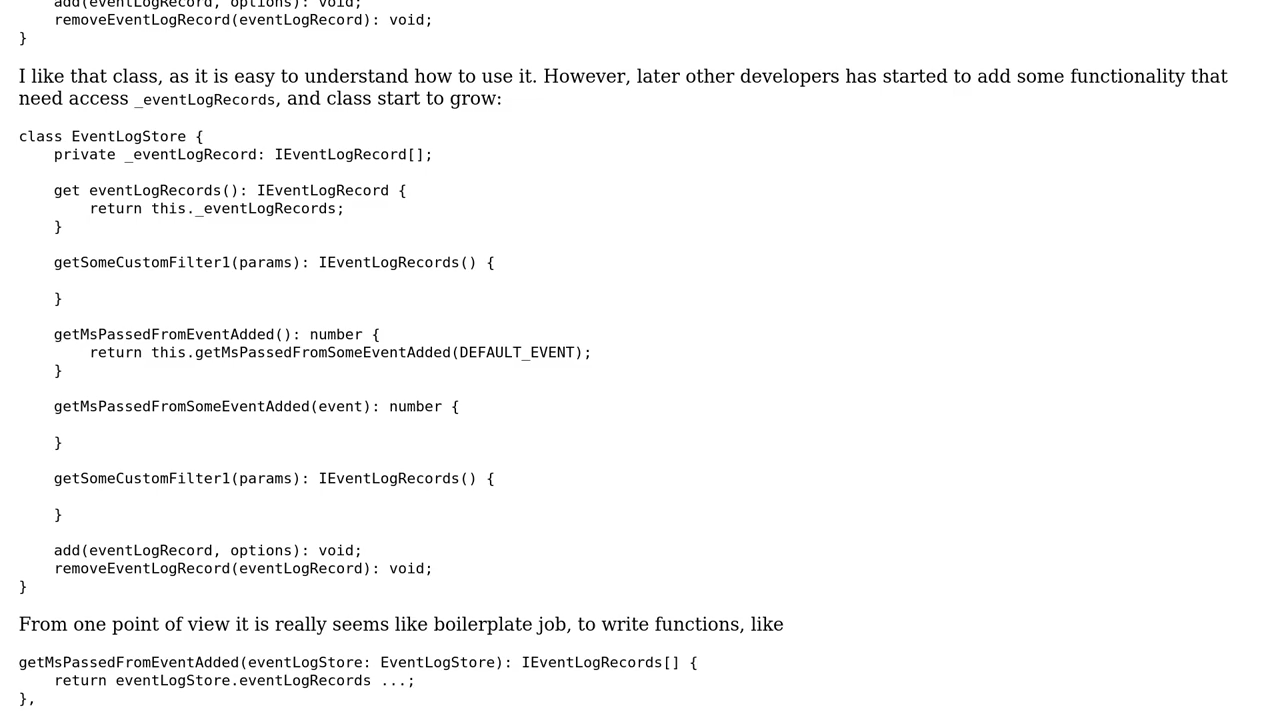 add(eventLogRecord, options): void;
    removeEventLogRecord(eventLogRecord): void;
}
I like that class, as it is easy to understand how to use it. However, later other developers has started to add some functionality that
need access _eventLogRecords, and class start to grow:
class EventLogStore {
    private _eventLogRecord: IEventLogRecord[];
    get eventLogRecords(): IEventLogRecord {
        return this._eventLogRecords;
    }
    getSomeCustomFilter1(params): IEventLogRecords() {
    }
    getMsPassedFromEventAdded(): number {
        return this.getMsPassedFromSomeEventAdded(DEFAULT_EVENT);
    }
    getMsPassedFromSomeEventAdded(event): number {
    }
    getSomeCustomFilter1(params): IEventLogRecords() {
    }
    add(eventLogRecord, options): void;
    removeEventLogRecord(eventLogRecord): void;
}
From one point of view it is really seems like boilerplate job, to write functions, like
getMsPassedFromEventAdded(eventLogStore: EventLogStore): IEventLogRecords[] {
    return eventLogStore.eventLogRecords ...;
},